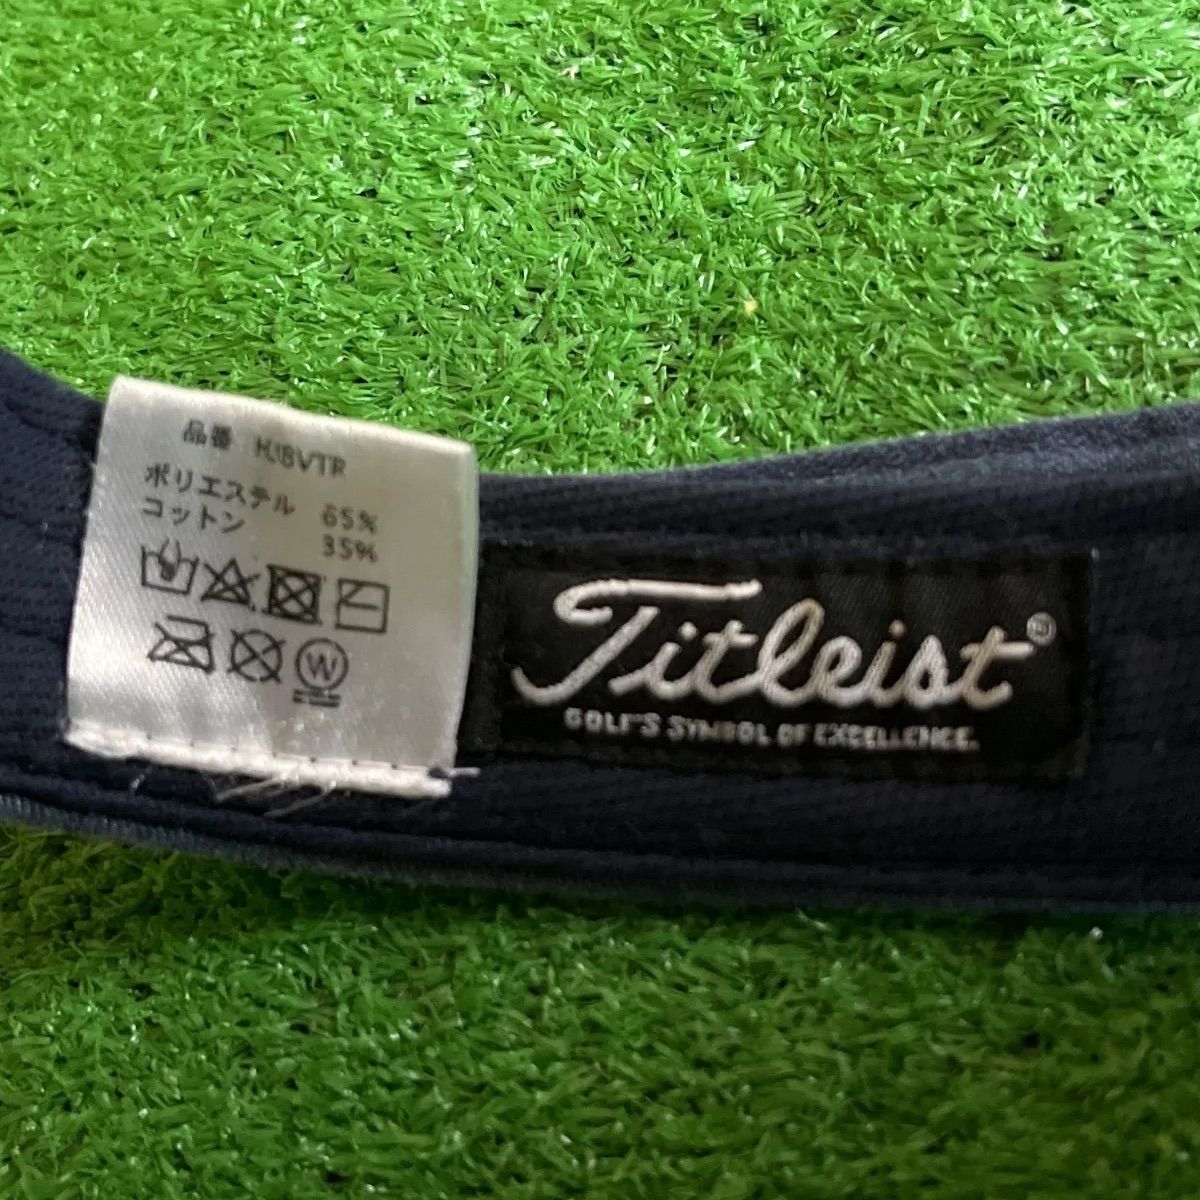 品番 HJ8VTR
ポリエステル 65%
コットン 35%
W
Titleist®
GOLF'S SYMBOL OF EXCELLENCE.